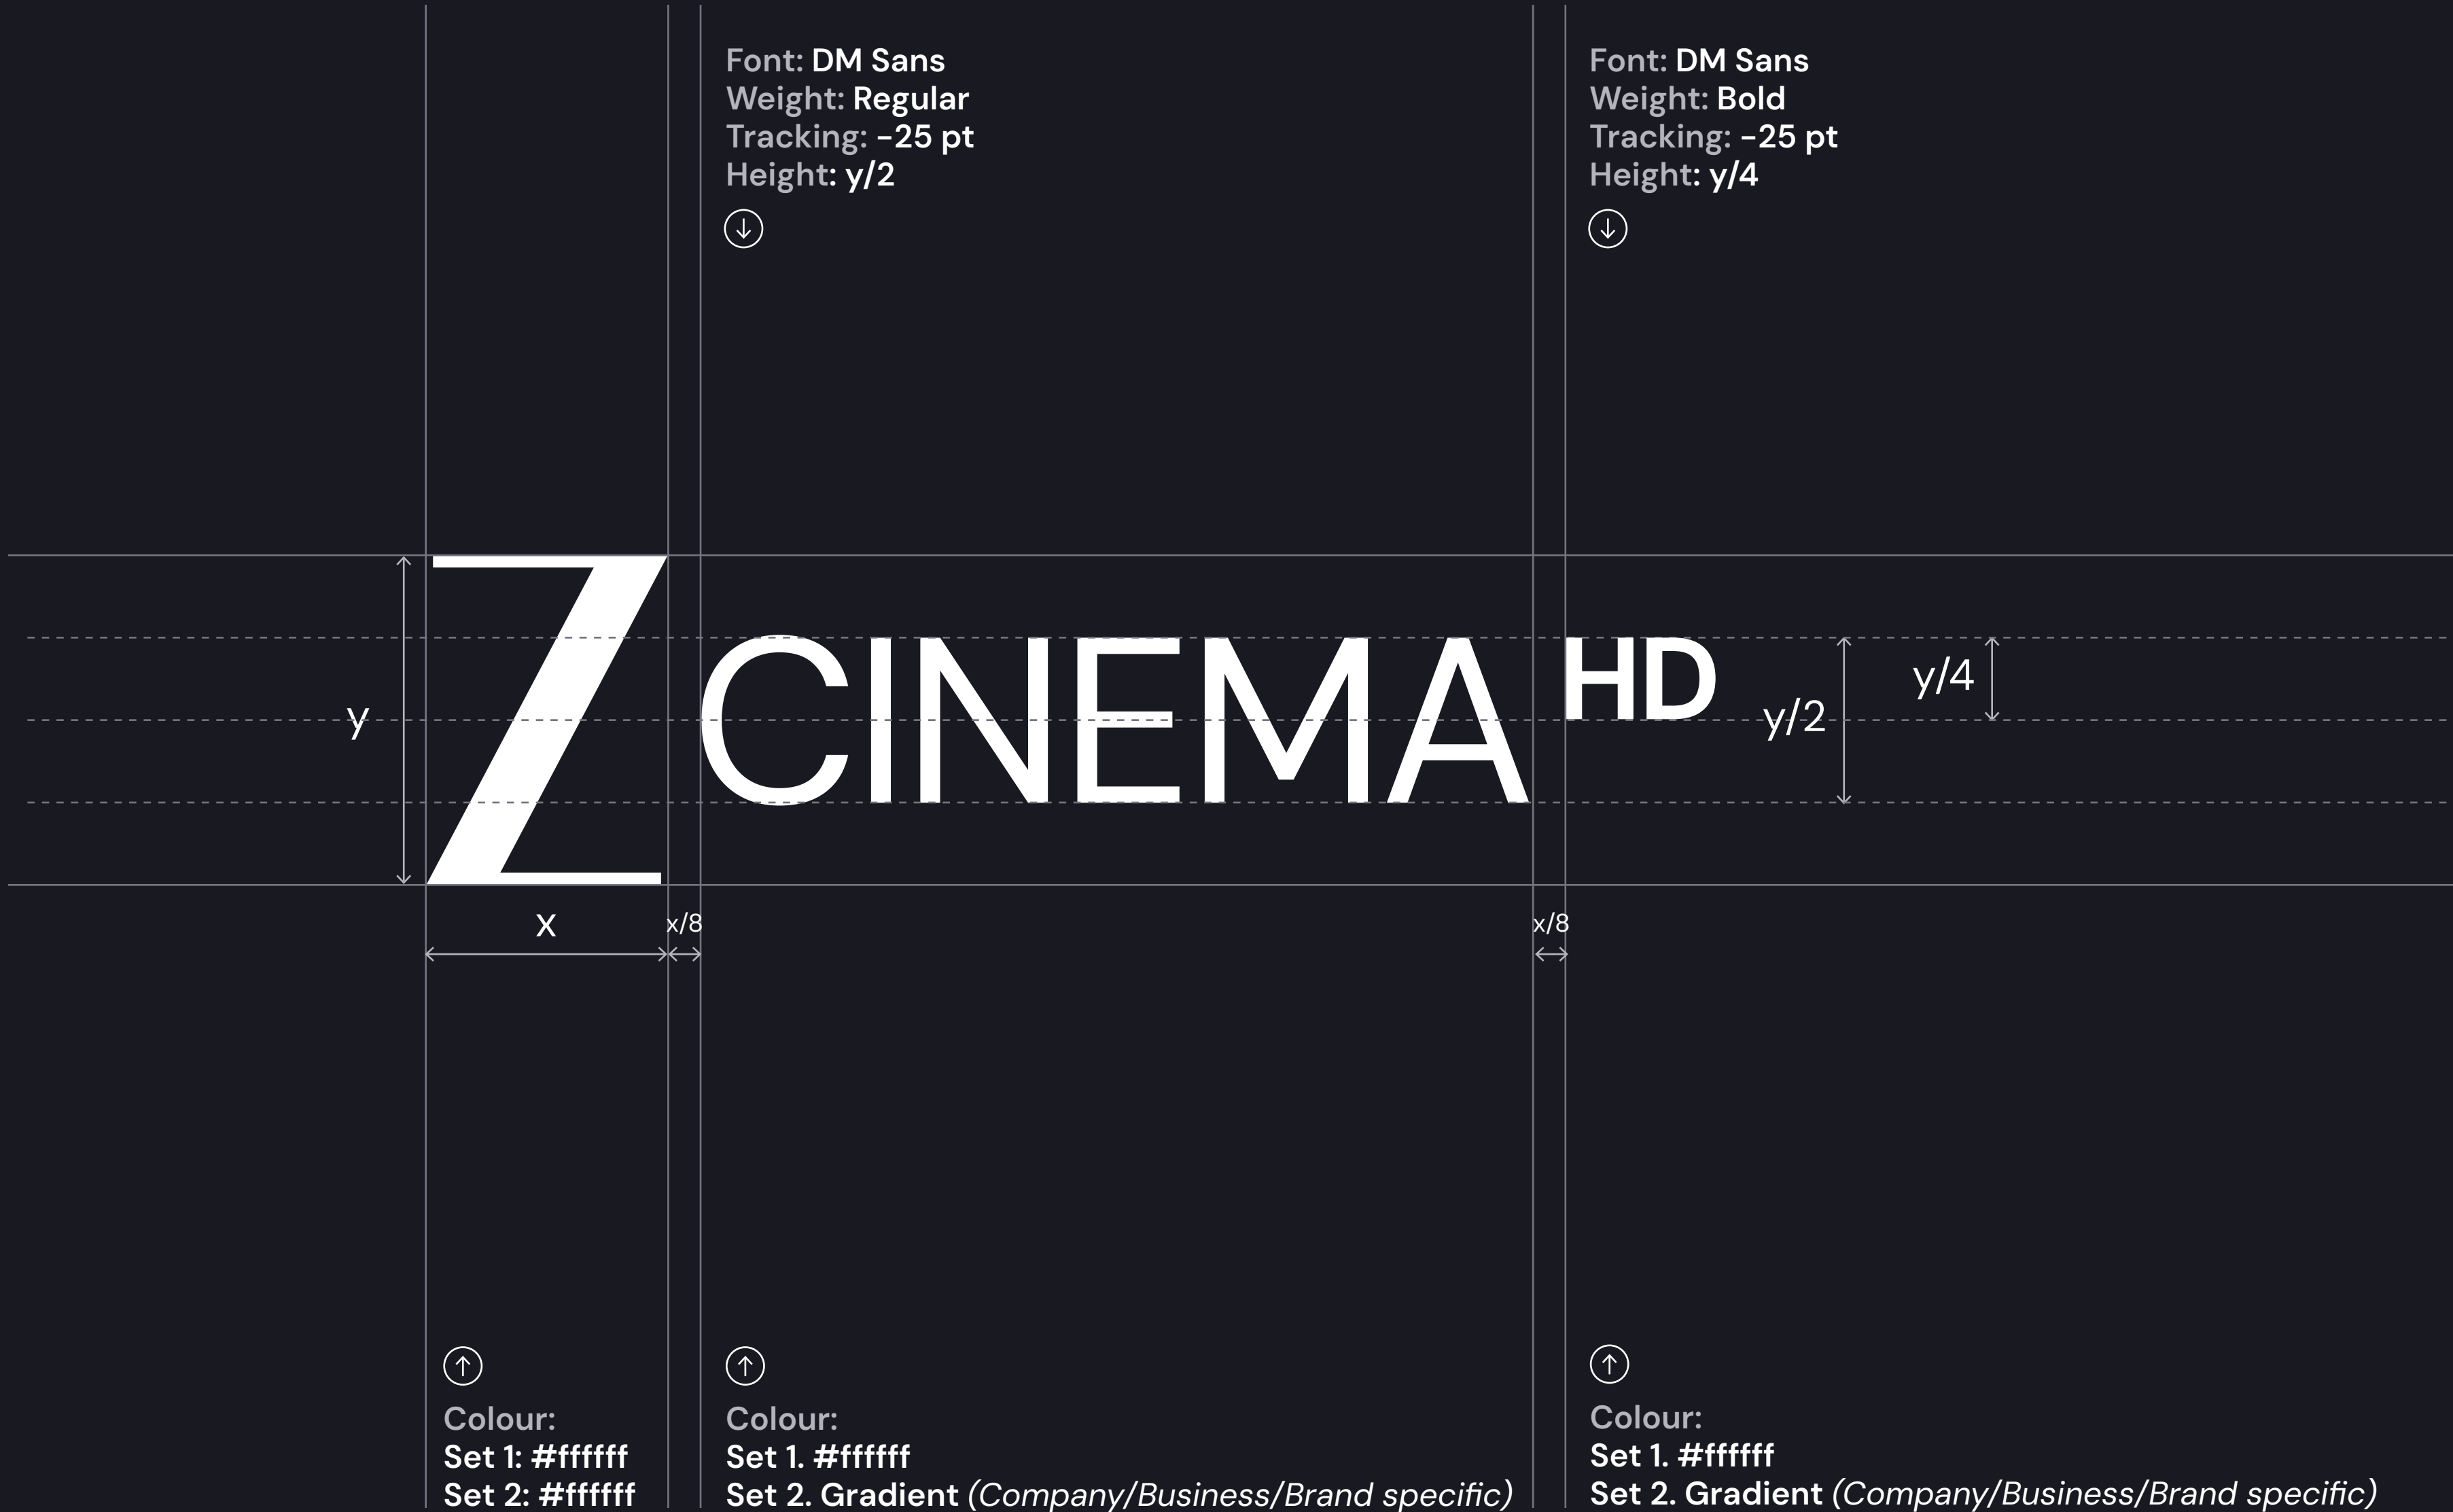 Font: DM Sans
Weight: Regular
Tracking: -25 pt
Height: y/2
Font: DM Sans
Weight: Bold
Tracking: -25 pt
Height: y/4
y
Z CINEMA HD
y/2
y/4
x
x/8
x/8
Colour:
Set 1: #ffffff
Set 2: #ffffff
Colour:
Set 1. #ffffff
Set 2. Gradient (Company/Business/Brand specific)
Colour:
Set 1. #ffffff
Set 2. Gradient (Company/Business/Brand specific)